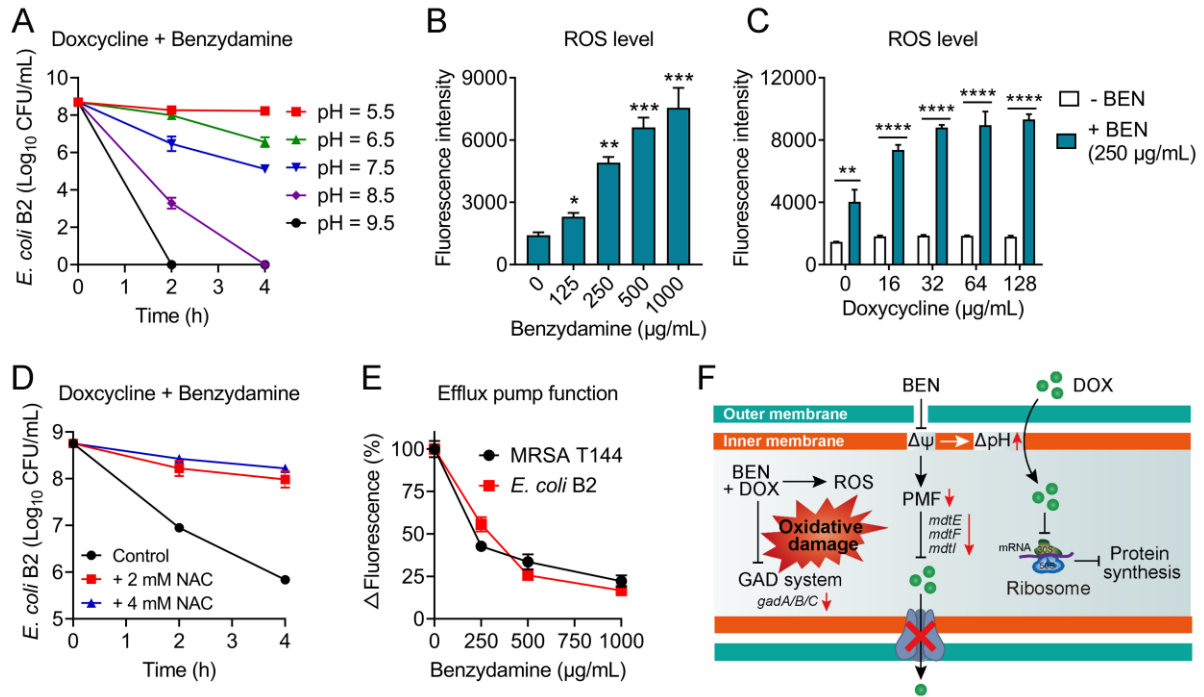 A
Doxcycline + Benzydamine
E. coli B2 (Log10 CFU/mL)
10
8
6
4
2
0
0 1 2 3 4
Time (h)
pH = 5.5
pH = 6.5
pH = 7.5
pH = 8.5
pH = 9.5
B
ROS level
Fluorescence intensity
9000
6000
3000
0
*
**
***
***
0 125 250 500 1000
Benzydamine (μg/mL)
C
ROS level
Fluorescence intensity
12000
8000
4000
0
**
****
****
****
****
0 16 32 64 128
Doxycycline (μg/mL)
- BEN
+ BEN
(250 μg/mL)
D
Doxcycline + Benzydamine
E. coli B2 (Log10 CFU/mL)
9
8
7
6
5
0 1 2 3 4
Time (h)
Control
+ 2 mM NAC
+ 4 mM NAC
E
Efflux pump function
Δ Fluorescence (%)
100
75
50
25
0
0 250 500 750 1000
Benzydamine (μg/mL)
MRSA T144
E. coli B2
F
BEN
DOX
Outer membrane
Inner membrane
Δψ
ΔpH
BEN
+ DOX
ROS
Oxidative
damage
GAD system
gadA/B/C
PMF
mdtE
mdtF
mdtI
mRNA
Ribosome
Protein
synthesis